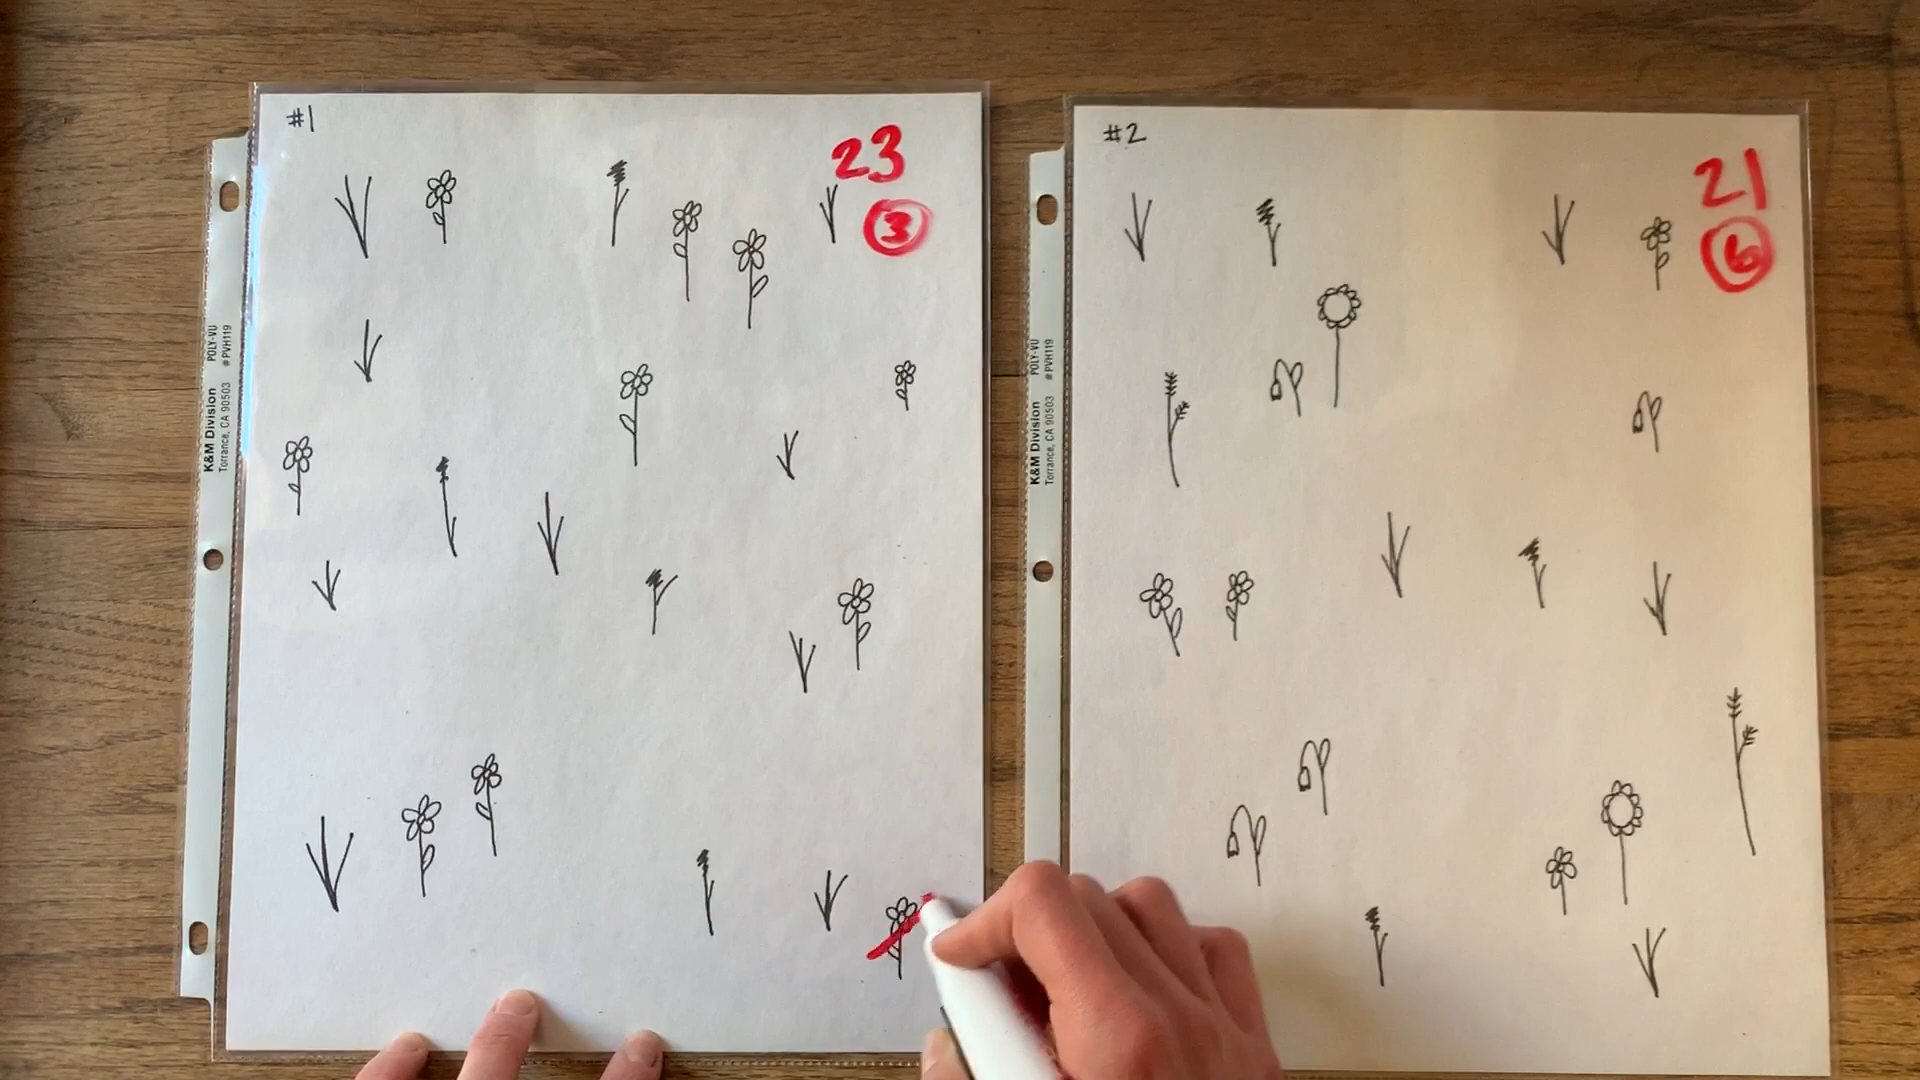 #1
23
3
K&M Division POLY-VU
Torrance, CA 90503 #PVH119
#2
21
6
K&M Division POLY-VU
Torrance, CA 90503 #PVH119